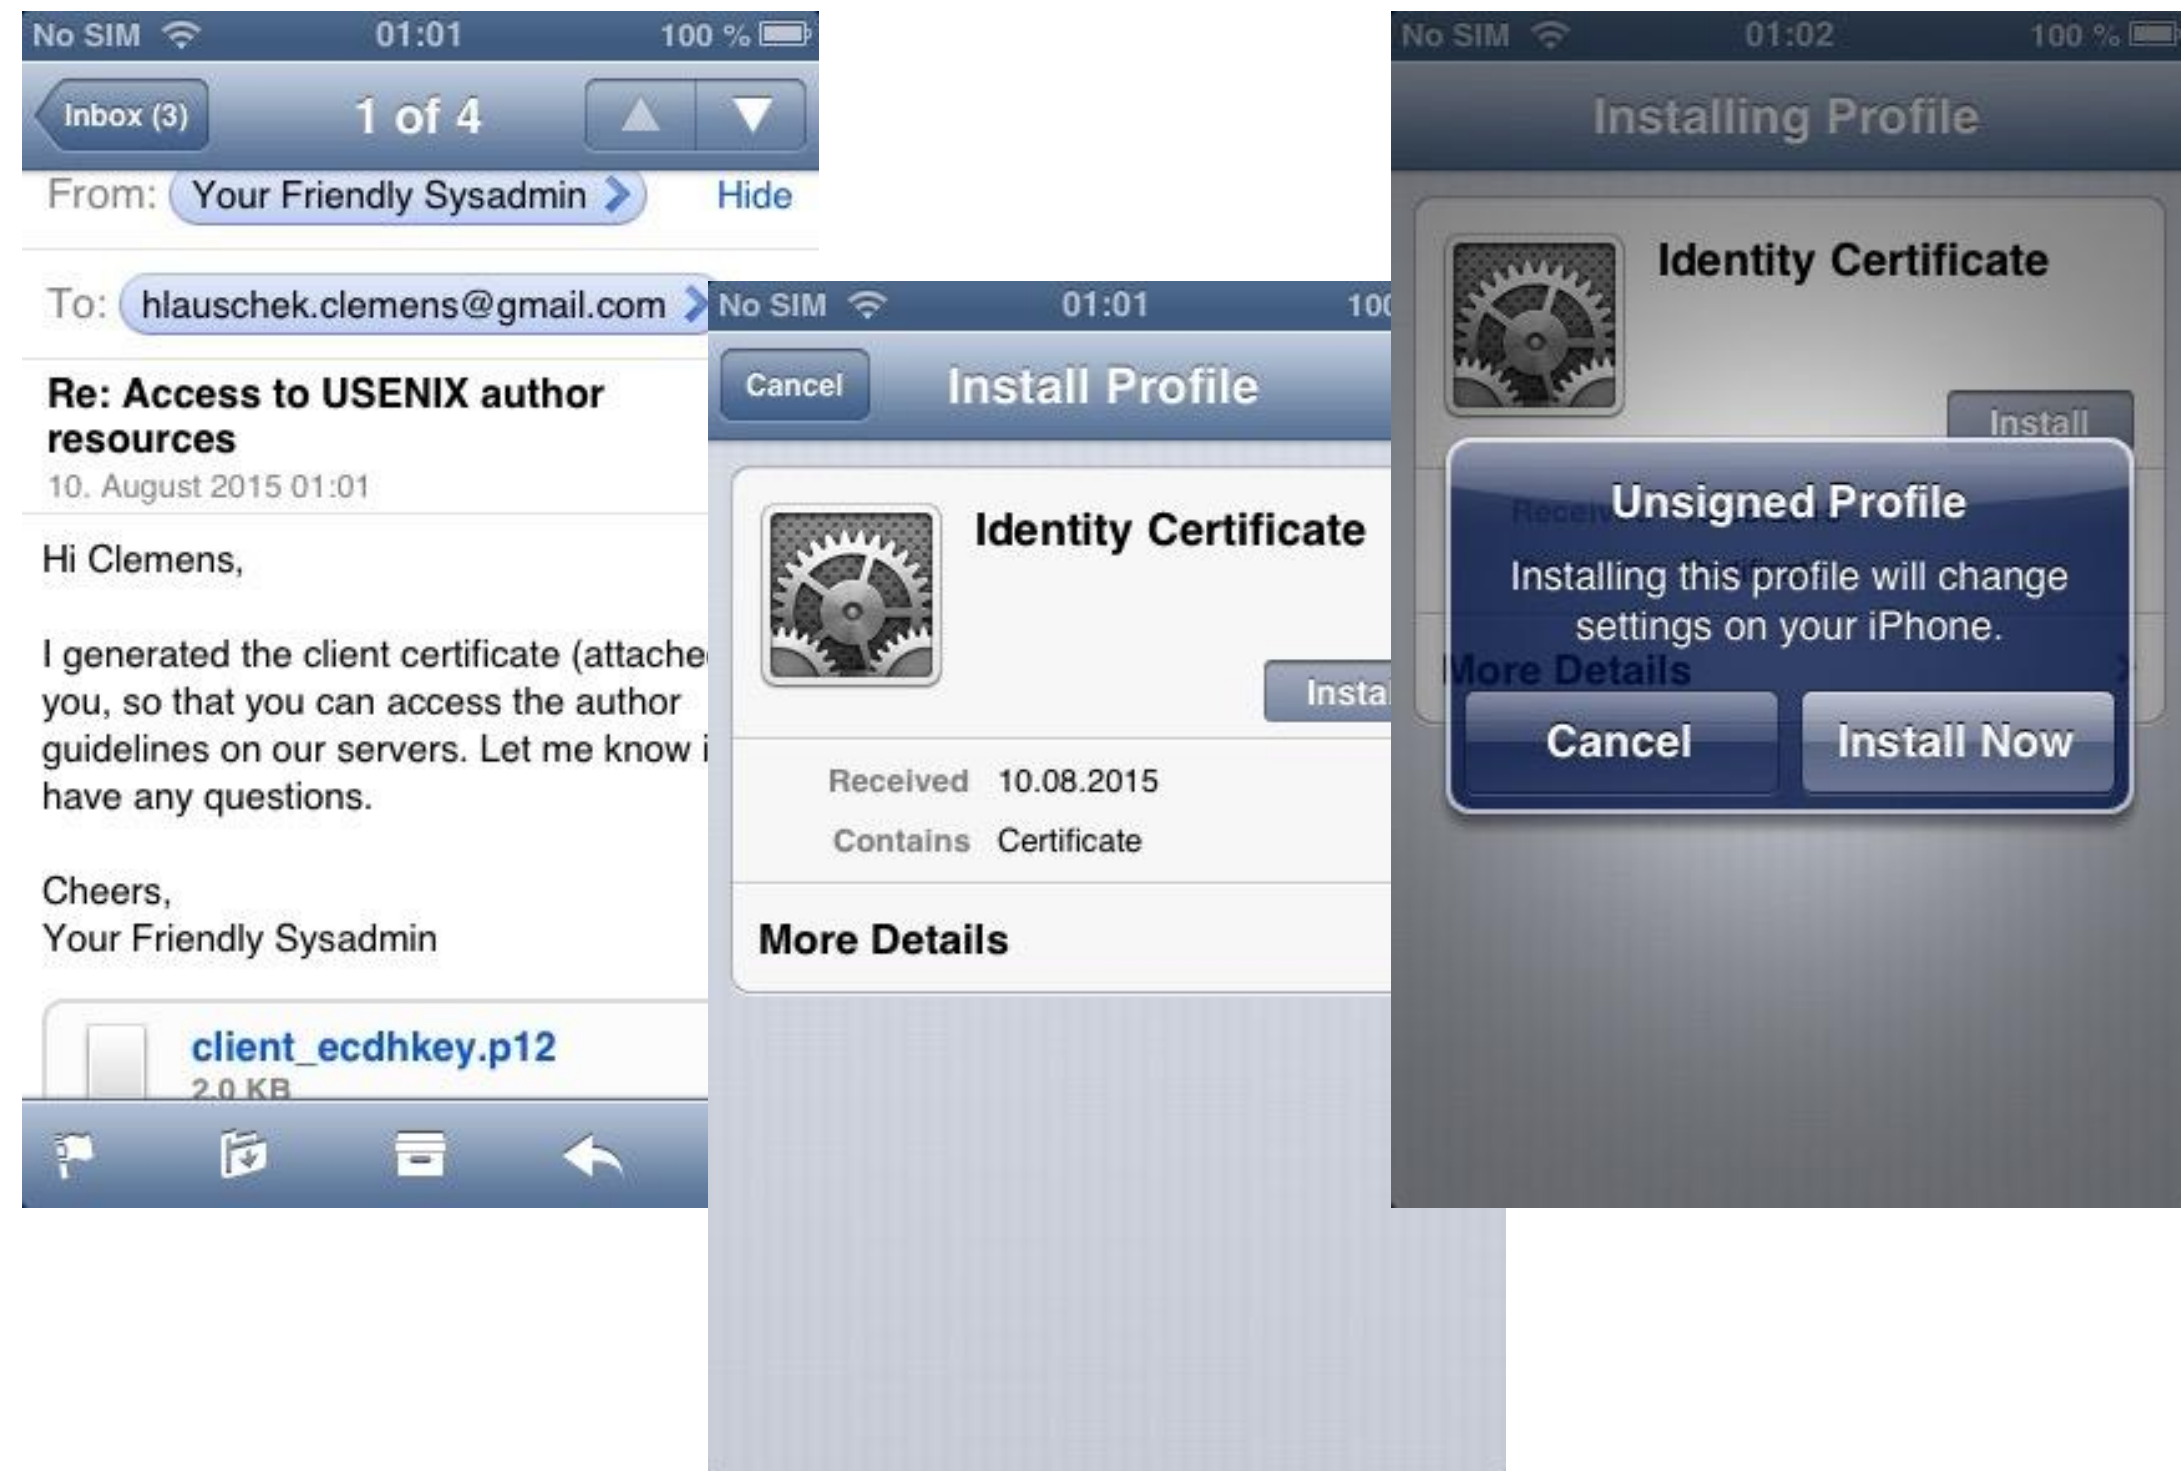 No SIM 01:01 100 %
Inbox (3) 1 of 4
From: Your Friendly Sysadmin Hide
To: hlauschek.clemens@gmail.com
Re: Access to USENIX author
resources
10. August 2015 01:01
Hi Clemens,
I generated the client certificate (attache
you, so that you can access the author
guidelines on our servers. Let me know i
have any questions.
Cheers,
Your Friendly Sysadmin
client_ecdhkey.p12
2.0 KB
No SIM 01:01 100
Cancel Install Profile
Identity Certificate
Instal
Received 10.08.2015
Contains Certificate
More Details
No SIM 01:02 100 %
Installing Profile
Identity Certificate
Install
Unsigned Profile
Installing this profile will change
settings on your iPhone.
More Details
Cancel Install Now